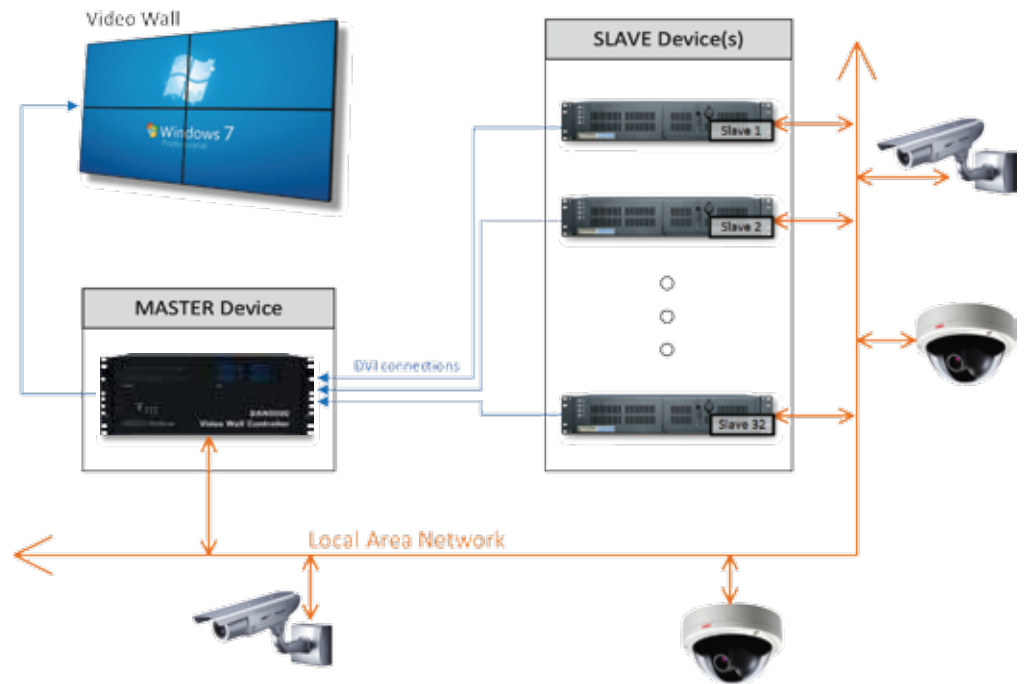 Video Wall
Windows 7
Professional
SLAVE Device(s)
Slave 1
Slave 2
Slave 32
MASTER Device
Video Wall Controller
DVI connections
Local Area Network